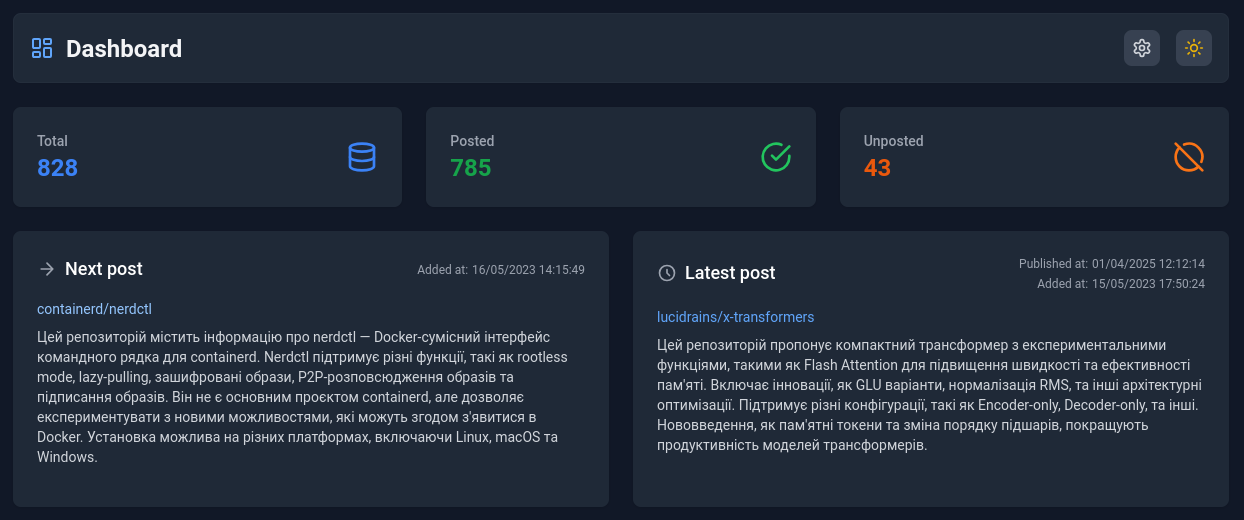 Dashboard
Total
828
Posted
785
Unposted
43
Next post
Added at: 16/05/2023 14:15:49
containerd/nerdctl
Цей репозиторій містить інформацію про nerdctl — Docker-сумісний інтерфейс
командного рядка для containerd. Nerdctl підтримує різні функції, такі як rootless
mode, lazy-pulling, зашифровані образи, P2P-розповсюдження образів та
підписання образів. Він не є основним проєктом containerd, але дозволяє
експериментувати з новими можливостями, які можуть згодом з'явитися в
Docker. Установка можлива на різних платформах, включаючи Linux, macOS та
Windows.
Latest post
Published at: 01/04/2025 12:12:14
Added at: 15/05/2023 17:50:24
lucidrains/x-transformers
Цей репозиторій пропонує компактний трансформер з експериментальними
функціями, такими як Flash Attention для підвищення швидкості та ефективності
пам'яті. Включає інновації, як GLU варіанти, нормалізація RMS, та інші архітектурні
оптимізації. Підтримує різні конфігурації, такі як Encoder-only, Decoder-only, та інші.
Нововведення, як пам'ятні токени та зміна порядку підшарів, покращують
продуктивність моделей трансформерів.